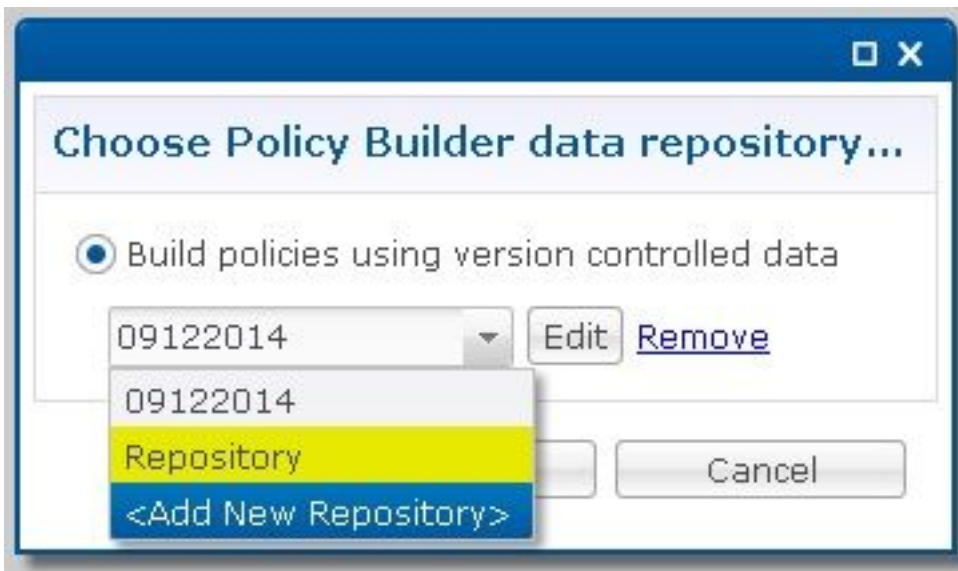 Choose Policy Builder data repository...
Build policies using version controlled data
09122014 Edit Remove
09122014
Repository
<Add New Repository>
Cancel